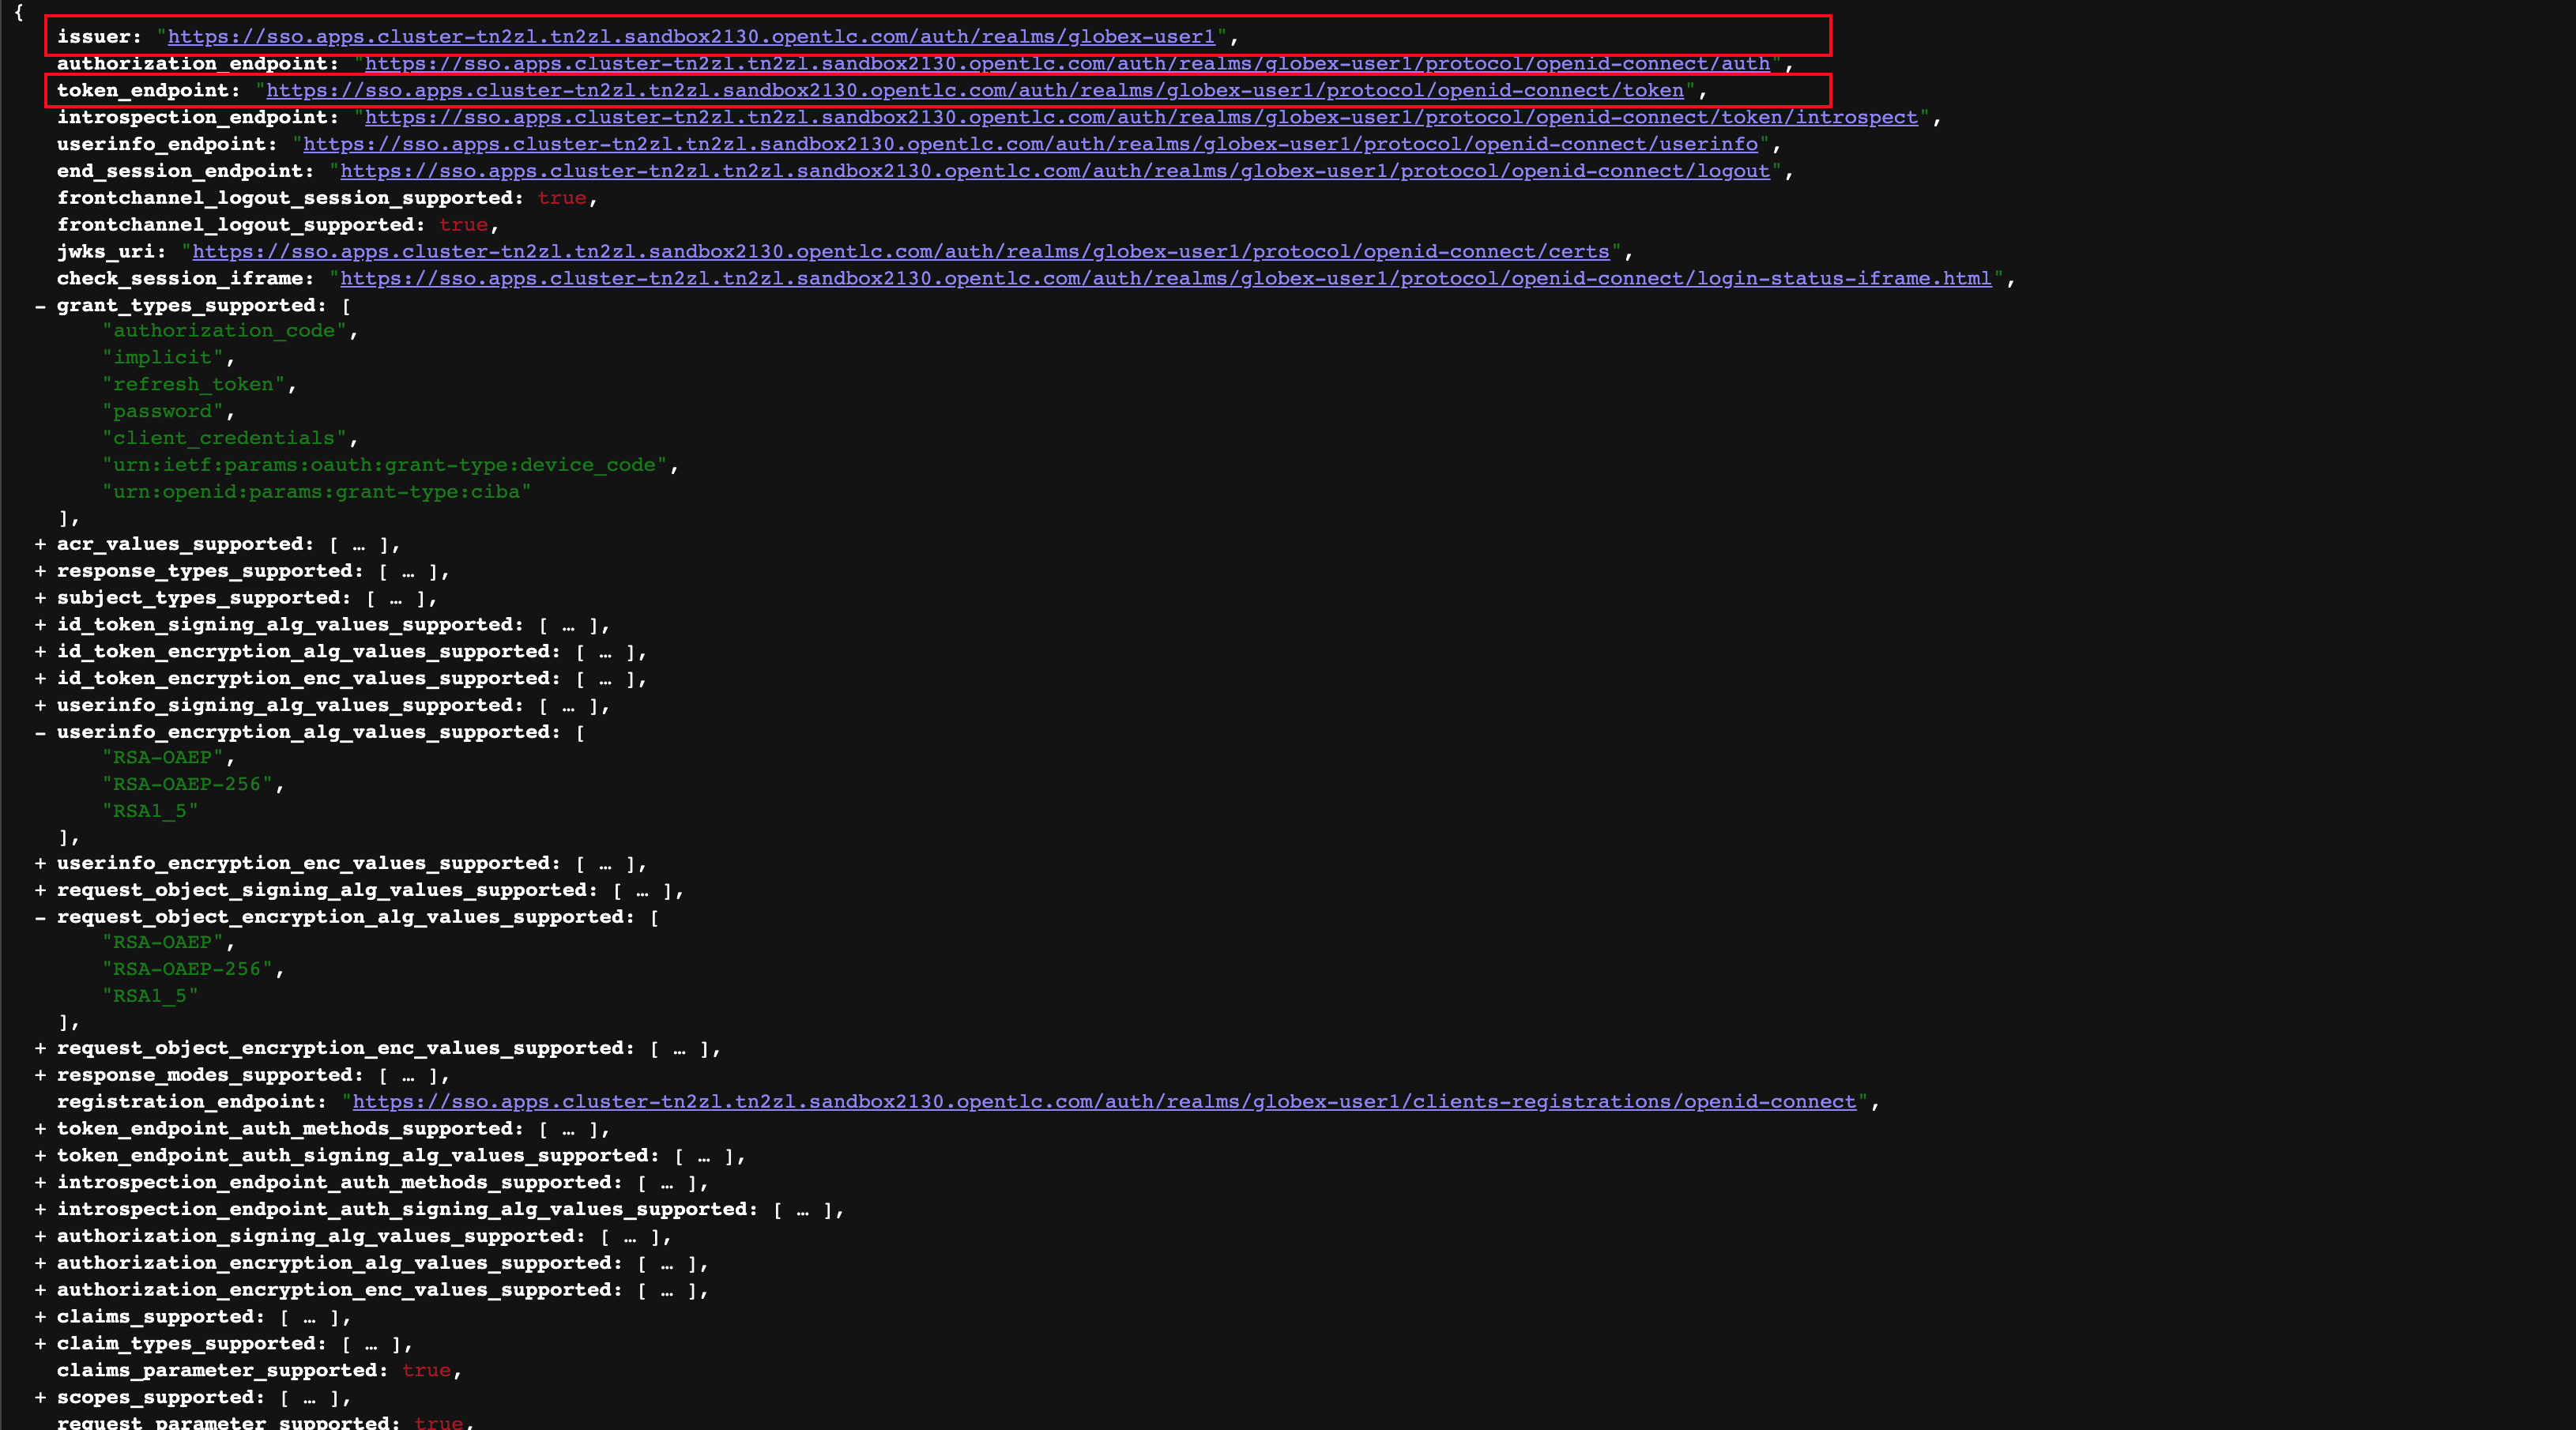 {
issuer: "https://sso.apps.cluster-tn2zl.tn2zl.sandbox2130.opentlc.com/auth/realms/globex-user1",
authorization_endpoint: "https://sso.apps.cluster-tn2zl.tn2zl.sandbox2130.opentlc.com/auth/realms/globex-user1/protocol/openid-connect/auth",
token_endpoint: "https://sso.apps.cluster-tn2zl.tn2zl.sandbox2130.opentlc.com/auth/realms/globex-user1/protocol/openid-connect/token",
introspection_endpoint: "https://sso.apps.cluster-tn2zl.tn2zl.sandbox2130.opentlc.com/auth/realms/globex-user1/protocol/openid-connect/token/introspect",
userinfo_endpoint: "https://sso.apps.cluster-tn2zl.tn2zl.sandbox2130.opentlc.com/auth/realms/globex-user1/protocol/openid-connect/userinfo",
end_session_endpoint: "https://sso.apps.cluster-tn2zl.tn2zl.sandbox2130.opentlc.com/auth/realms/globex-user1/protocol/openid-connect/logout",
frontchannel_logout_session_supported: true,
frontchannel_logout_supported: true,
jwks_uri: "https://sso.apps.cluster-tn2zl.tn2zl.sandbox2130.opentlc.com/auth/realms/globex-user1/protocol/openid-connect/certs",
check_session_iframe: "https://sso.apps.cluster-tn2zl.tn2zl.sandbox2130.opentlc.com/auth/realms/globex-user1/protocol/openid-connect/login-status-iframe.html",
- grant_types_supported: [
"authorization_code",
"implicit",
"refresh_token",
"password",
"client_credentials",
"urn:ietf:params:oauth:grant-type:device_code",
"urn:openid:params:grant-type:ciba"
],
+ acr_values_supported: [ … ],
+ response_types_supported: [ … ],
+ subject_types_supported: [ … ],
+ id_token_signing_alg_values_supported: [ … ],
+ id_token_encryption_alg_values_supported: [ … ],
+ id_token_encryption_enc_values_supported: [ … ],
+ userinfo_signing_alg_values_supported: [ … ],
- userinfo_encryption_alg_values_supported: [
"RSA-OAEP",
"RSA-OAEP-256",
"RSA1_5"
],
+ userinfo_encryption_enc_values_supported: [ … ],
+ request_object_signing_alg_values_supported: [ … ],
- request_object_encryption_alg_values_supported: [
"RSA-OAEP",
"RSA-OAEP-256",
"RSA1_5"
],
+ request_object_encryption_enc_values_supported: [ … ],
+ response_modes_supported: [ … ],
registration_endpoint: "https://sso.apps.cluster-tn2zl.tn2zl.sandbox2130.opentlc.com/auth/realms/globex-user1/clients-registrations/openid-connect",
+ token_endpoint_auth_methods_supported: [ … ],
+ token_endpoint_auth_signing_alg_values_supported: [ … ],
+ introspection_endpoint_auth_methods_supported: [ … ],
+ introspection_endpoint_auth_signing_alg_values_supported: [ … ],
+ authorization_signing_alg_values_supported: [ … ],
+ authorization_encryption_alg_values_supported: [ … ],
+ authorization_encryption_enc_values_supported: [ … ],
+ claims_supported: [ … ],
+ claim_types_supported: [ … ],
claims_parameter_supported: true,
+ scopes_supported: [ … ],
request_parameter_supported: true,